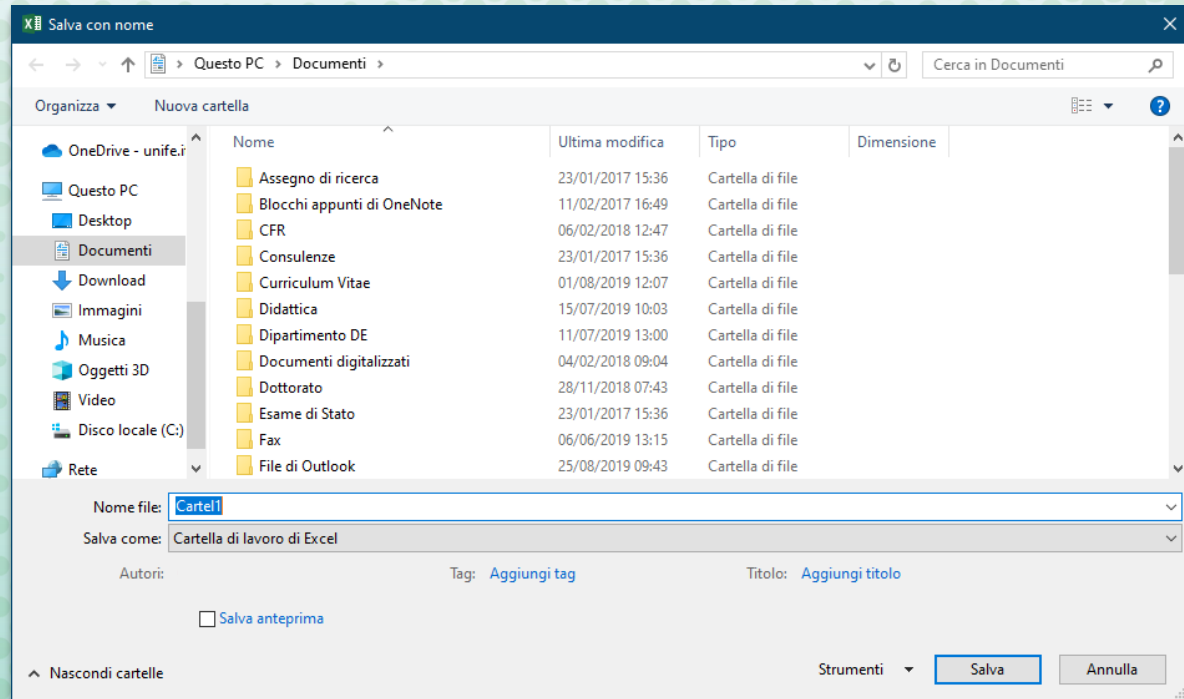 Salva con nome
Questo PC > Documenti >
Cerca in Documenti
Organizza
Nuova cartella
Nome Ultima modifica Tipo Dimensione
OneDrive - unife.i
Questo PC
Desktop
Documenti
Download
Immagini
Musica
Oggetti 3D
Video
Disco locale (C:)
Rete
Assegno di ricerca 23/01/2017 15:36 Cartella di file
Blocchi appunti di OneNote 11/02/2017 16:49 Cartella di file
CFR 06/02/2018 12:47 Cartella di file
Consulenze 23/01/2017 15:36 Cartella di file
Curriculum Vitae 01/08/2019 12:07 Cartella di file
Didattica 15/07/2019 10:03 Cartella di file
Dipartimento DE 11/07/2019 13:00 Cartella di file
Documenti digitalizzati 04/02/2018 09:04 Cartella di file
Dottorato 28/11/2018 07:43 Cartella di file
Esame di Stato 23/01/2017 15:36 Cartella di file
Fax 06/06/2019 13:15 Cartella di file
File di Outlook 25/08/2019 09:43 Cartella di file
Nome file: Cartel1
Salva come: Cartella di lavoro di Excel
Autori: Tag: Aggiungi tag Titolo: Aggiungi titolo
Salva anteprima
Nascondi cartelle Strumenti Salva Annulla